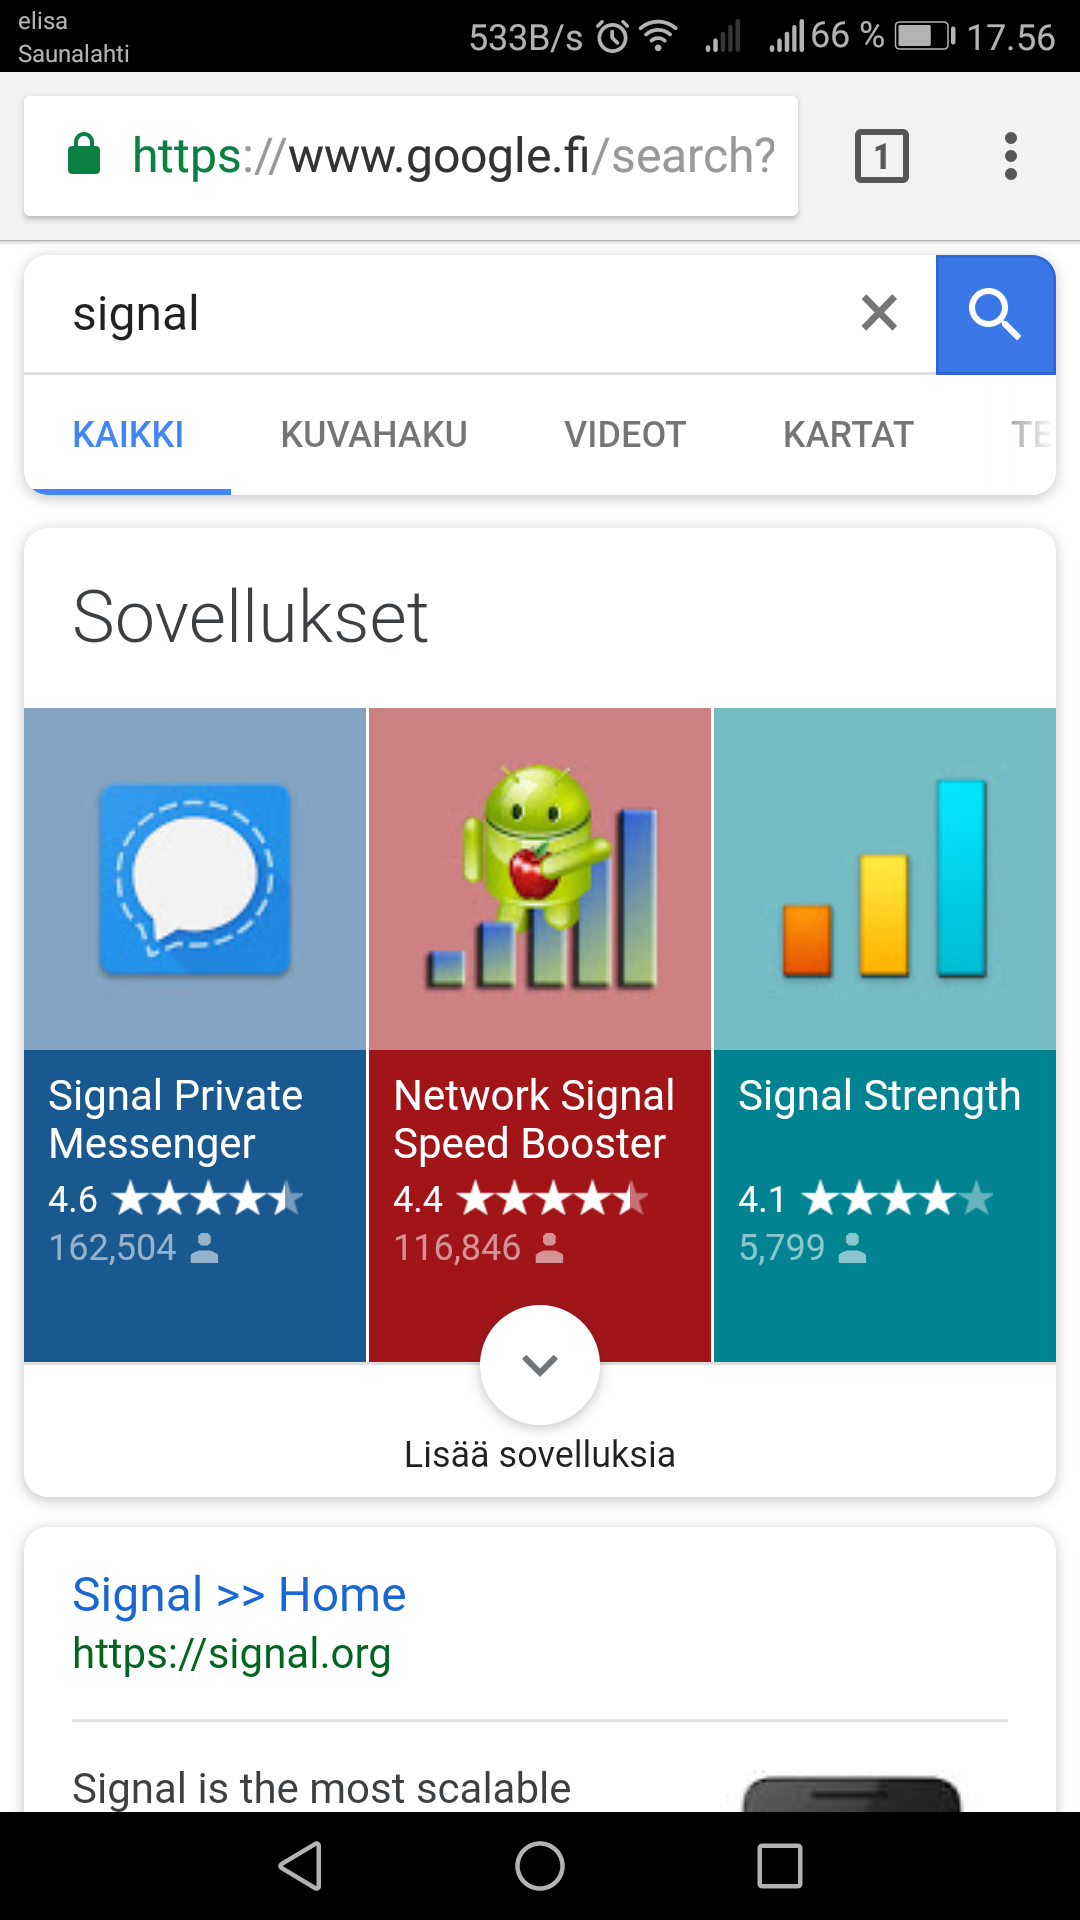 elisa
Saunalahti
533B/s 66 % 17.56
https://www.google.fi/search?
1
signal
KAIKKI KUVAHAKU VIDEOT KARTAT TE
Sovellukset
Signal Private
Messenger
4.6
162,504
Network Signal
Speed Booster
4.4
116,846
Signal Strength
4.1
5,799
Lisää sovelluksia
Signal >> Home
https://signal.org
Signal is the most scalable